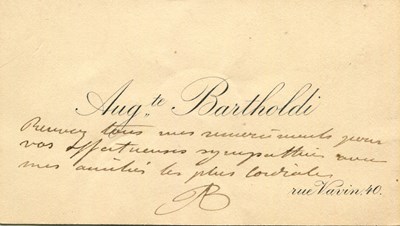 Aug.te Bartholdi
Recevez tous mes remerciments pour
vos affectueuses sympathies avec
mes amitiés les plus cordiales
B
rue Vavin. 40.